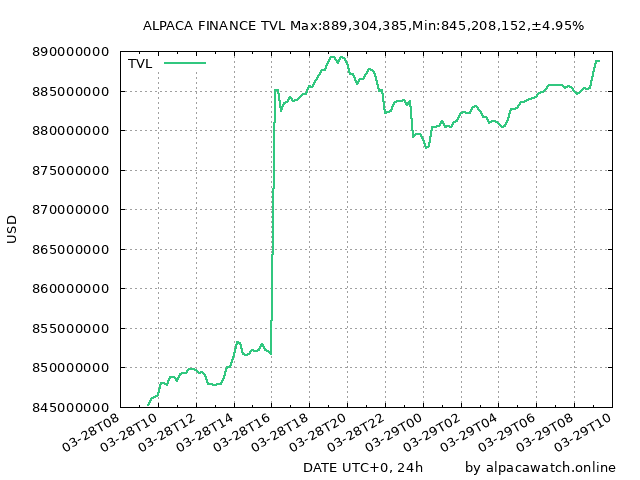 ALPACA FINANCE TVL Max:889,304,385,Min:845,208,152,±4.95%
TVL
890000000
885000000
880000000
875000000
870000000
865000000
860000000
855000000
850000000
845000000
USD
03-28T08
03-28T10
03-28T12
03-28T14
03-28T16
03-28T18
03-28T20
03-28T22
03-29T00
03-29T02
03-29T04
03-29T06
03-29T08
03-29T10
DATE UTC+0, 24h
by alpacawatch.online